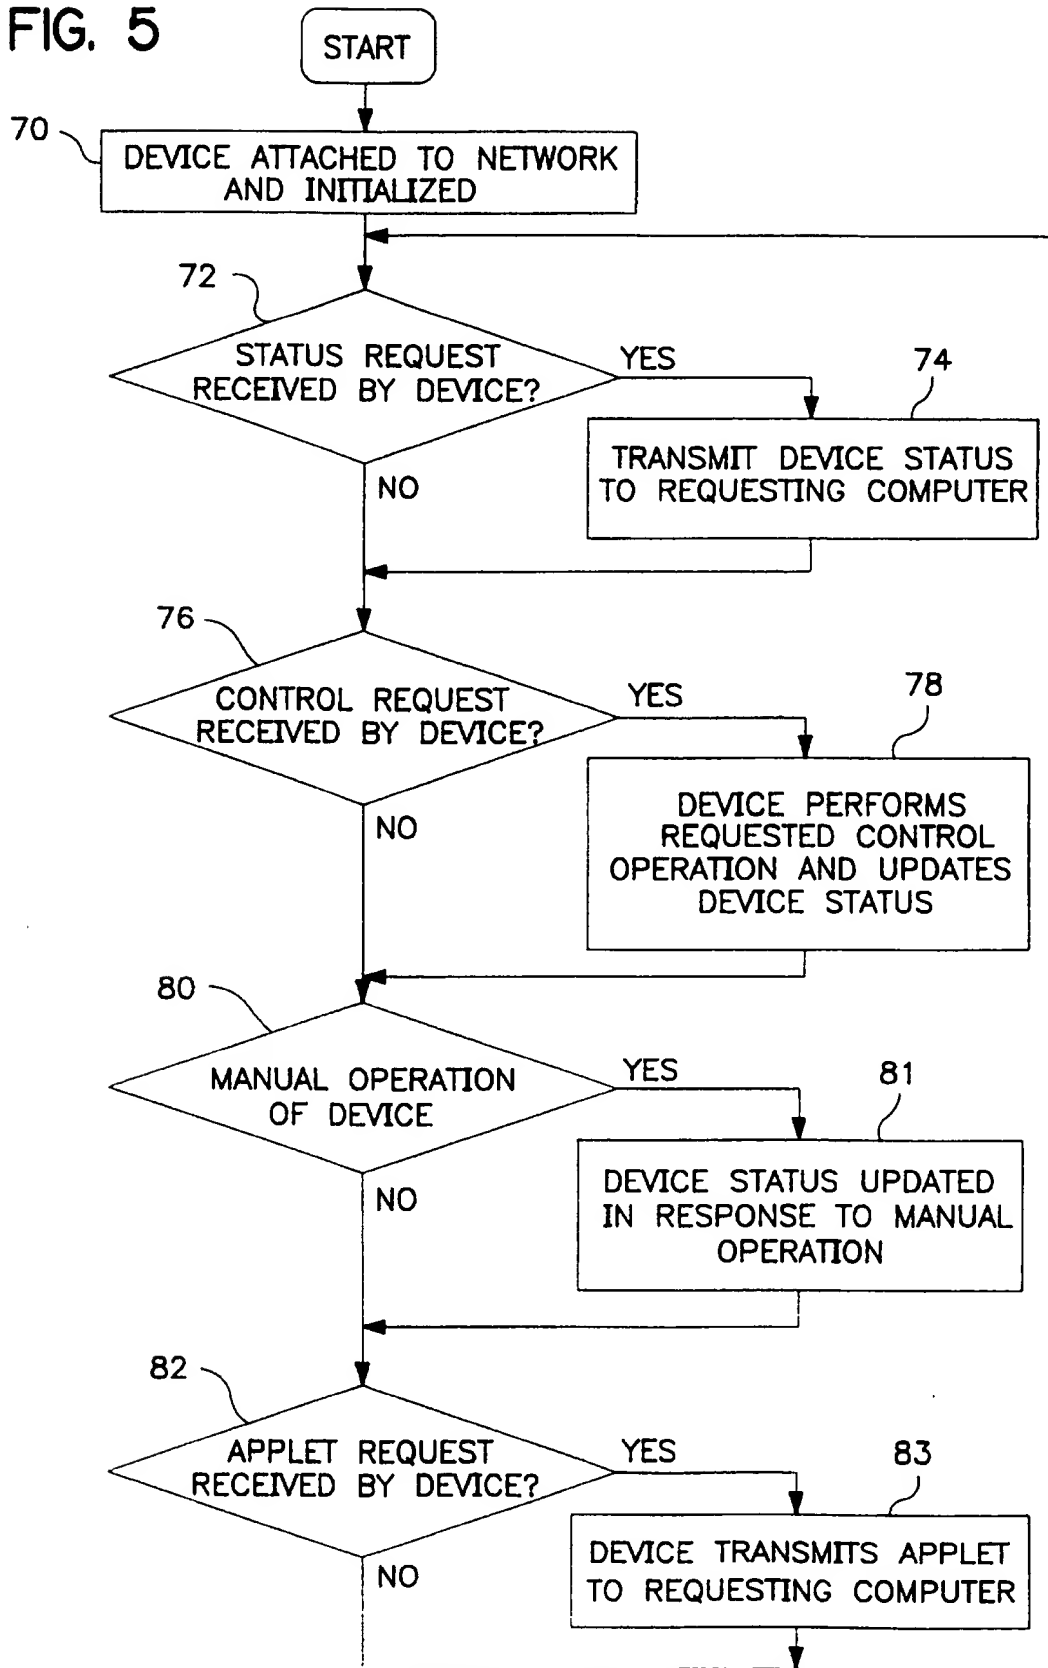 FIG. 5
START
70
DEVICE ATTACHED TO NETWORK
AND INITIALIZED
72
STATUS REQUEST
RECEIVED BY DEVICE?
YES
74
TRANSMIT DEVICE STATUS
TO REQUESTING COMPUTER
NO
76
CONTROL REQUEST
RECEIVED BY DEVICE?
YES
78
DEVICE PERFORMS
REQUESTED CONTROL
OPERATION AND UPDATES
DEVICE STATUS
NO
80
MANUAL OPERATION
OF DEVICE
YES
81
DEVICE STATUS UPDATED
IN RESPONSE TO MANUAL
OPERATION
NO
82
APPLET REQUEST
RECEIVED BY DEVICE?
YES
83
DEVICE TRANSMITS APPLET
TO REQUESTING COMPUTER
NO